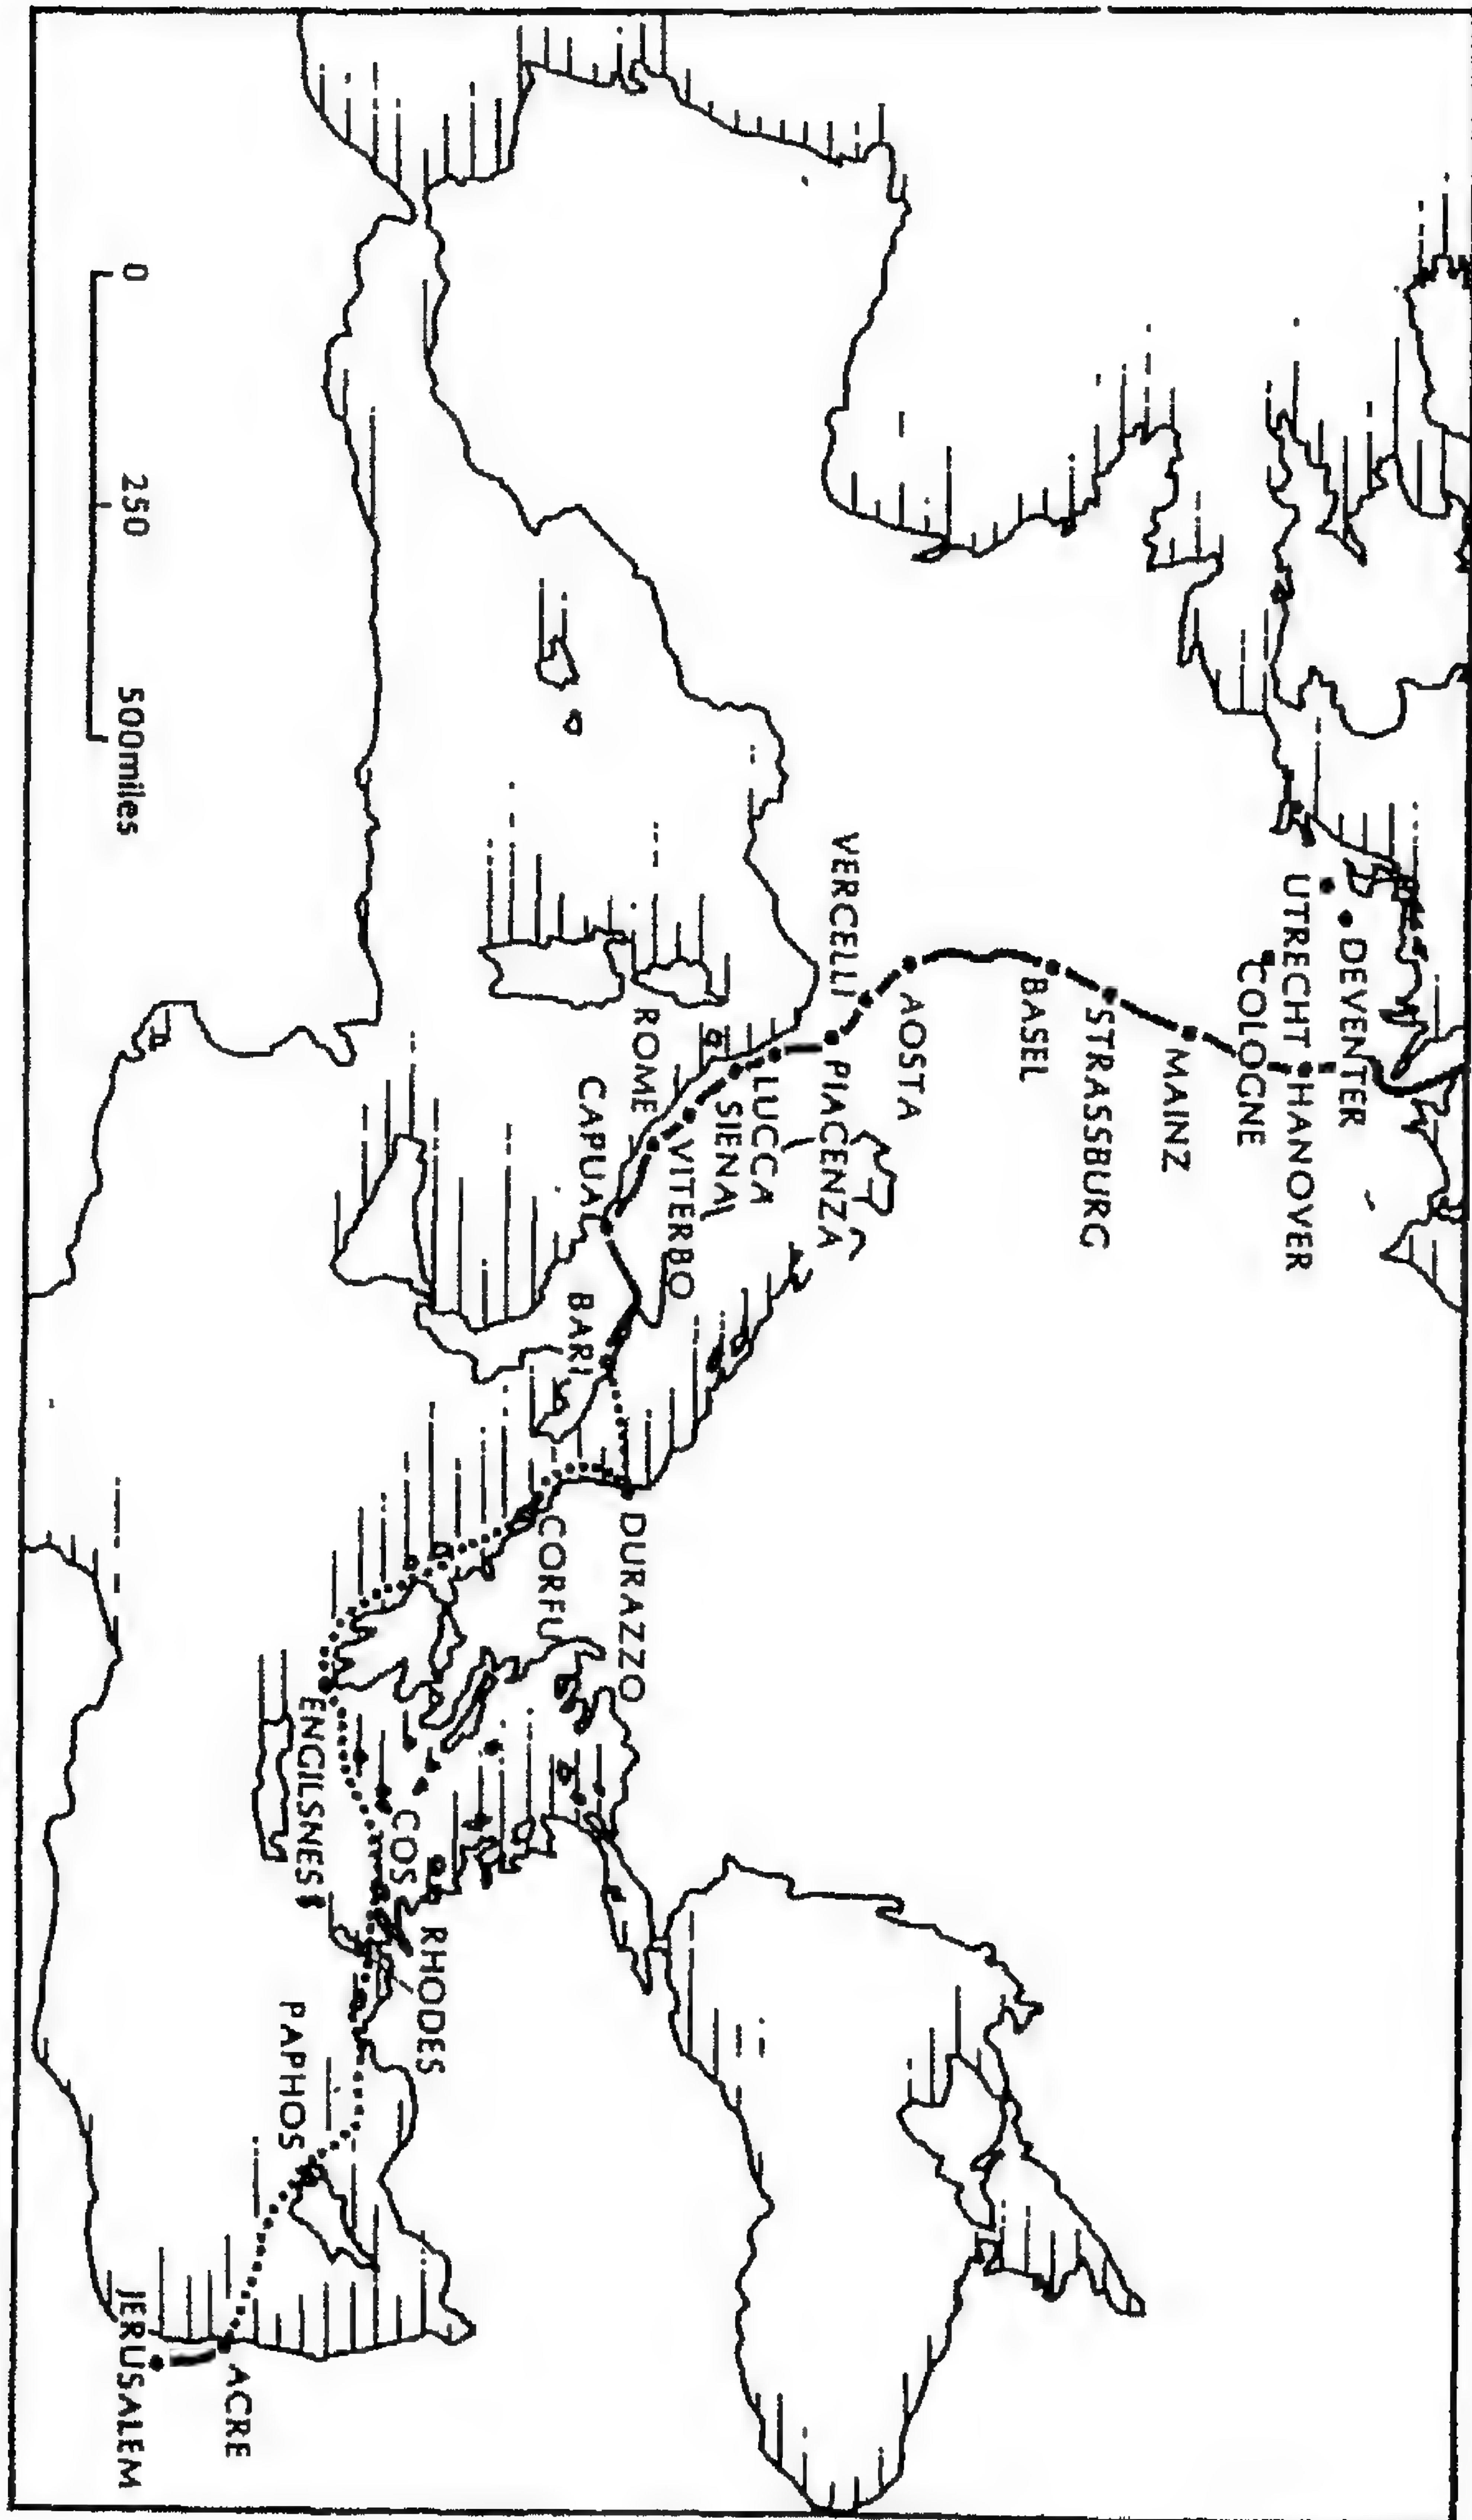 DEVENTER
UTRECHT
HANOVER
COLOGNE
MAINZ
STRASSBURG
BASEL
AOSTA
VERCELLI
PIACENZA
LUCCA
SIENA
VITERBO
ROME
CAPUA
BARI
DURAZZO
CORFU
COS
RHODES
ENGILSNES
PAPHOS
ACRE
JERUSALEM
0 250 500miles